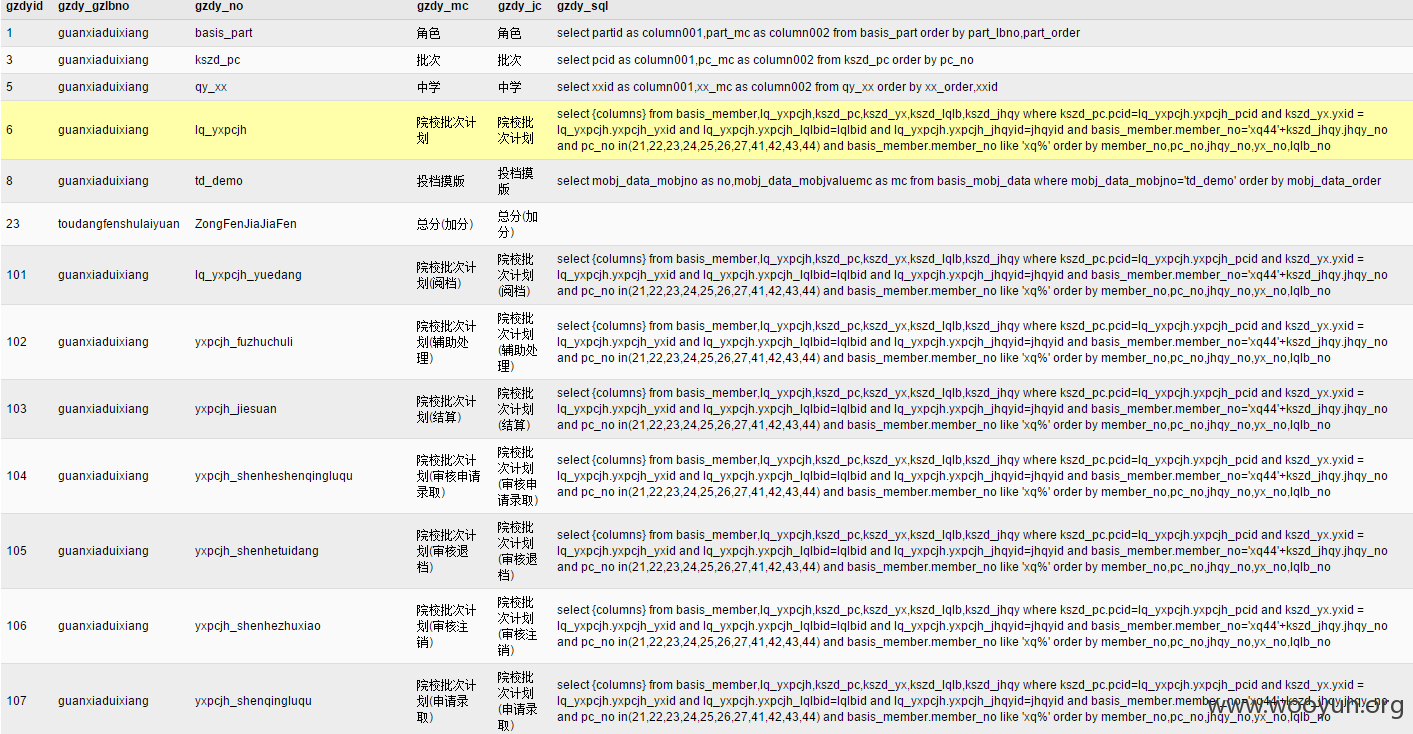 gzdyid gzdy_gzlbno gzdy_no gzdy_mc gzdy_jc gzdy_sql
1 guanxiaduixiang basis_part 角色 角色 select partid as column001,part_mc as column002 from basis_part order by part_lbno,part_order
3 guanxiaduixiang kszd_pc 批次 批次 select pcid as column001,pc_mc as column002 from kszd_pc order by pc_no
5 guanxiaduixiang qy_xx 中学 中学 select xxid as column001,xx_mc as column002 from qy_xx order by xx_order,xxid
6 guanxiaduixiang lq_yxpcjh
院校批次计
划
院校批
次计划
select {columns} from basis_member,lq_yxpcjh,kszd_pc,kszd_yx,kszd_lqlb,kszd_jhqy where kszd_pc.pcid=lq_yxpcjh.yxpcjh_pcid and kszd_yx.yxid =
lq_yxpcjh.yxpcjh_yxid and lq_yxpcjh.yxpcjh_lqlbid=lqlbid and lq_yxpcjh.yxpcjh_jhqyid=jhqyid and basis_member.member_no='xq44'+kszd_jhqy.jhqy_no
and pc_no in(21,22,23,24,25,26,27,41,42,43,44) and basis_member.member_no like 'xq%' order by member_no,pc_no,jhqy_no,yx_no,lqlb_no
8 guanxiaduixiang td_demo 投档摸版
投档摸
版
select mobj_data_mobjno as no,mobj_data_mobjvaluemc as mc from basis_mobj_data where mobj_data_mobjno='td_demo' order by mobj_data_order
23 toudangfenshulaiyuan ZongFenJiaJiaFen 总分(加分)
总分(加
分)
101 guanxiaduixiang lq_yxpcjh_yuedang
院校批次计
划(阅档)
院校批
次计划
(阅档)
select {columns} from basis_member,lq_yxpcjh,kszd_pc,kszd_yx,kszd_lqlb,kszd_jhqy where kszd_pc.pcid=lq_yxpcjh.yxpcjh_pcid and kszd_yx.yxid =
lq_yxpcjh.yxpcjh_yxid and lq_yxpcjh.yxpcjh_lqlbid=lqlbid and lq_yxpcjh.yxpcjh_jhqyid=jhqyid and basis_member.member_no='xq44'+kszd_jhqy.jhqy_no
and pc_no in(21,22,23,24,25,26,27,41,42,43,44) and basis_member.member_no like 'xq%' order by member_no,pc_no,jhqy_no,yx_no,lqlb_no
102 guanxiaduixiang yxpcjh_fuzhuchuli
院校批次计
划(辅助处
理)
院校批
次计划
(辅助处
理)
select {columns} from basis_member,lq_yxpcjh,kszd_pc,kszd_yx,kszd_lqlb,kszd_jhqy where kszd_pc.pcid=lq_yxpcjh.yxpcjh_pcid and kszd_yx.yxid =
lq_yxpcjh.yxpcjh_yxid and lq_yxpcjh.yxpcjh_lqlbid=lqlbid and lq_yxpcjh.yxpcjh_jhqyid=jhqyid and basis_member.member_no='xq44'+kszd_jhqy.jhqy_no
and pc_no in(21,22,23,24,25,26,27,41,42,43,44) and basis_member.member_no like 'xq%' order by member_no,pc_no,jhqy_no,yx_no,lqlb_no
103 guanxiaduixiang yxpcjh_jiesuan
院校批次计
划(结算)
院校批
次计划
(结算)
select {columns} from basis_member,lq_yxpcjh,kszd_pc,kszd_yx,kszd_lqlb,kszd_jhqy where kszd_pc.pcid=lq_yxpcjh.yxpcjh_pcid and kszd_yx.yxid =
lq_yxpcjh.yxpcjh_yxid and lq_yxpcjh.yxpcjh_lqlbid=lqlbid and lq_yxpcjh.yxpcjh_jhqyid=jhqyid and basis_member.member_no='xq44'+kszd_jhqy.jhqy_no
and pc_no in(21,22,23,24,25,26,27,41,42,43,44) and basis_member.member_no like 'xq%' order by member_no,pc_no,jhqy_no,yx_no,lqlb_no
104 guanxiaduixiang yxpcjh_shenheshenqingluqu
院校批次计
划(审核申请
录取)
院校批
次计划
(审核申
请录取)
select {columns} from basis_member,lq_yxpcjh,kszd_pc,kszd_yx,kszd_lqlb,kszd_jhqy where kszd_pc.pcid=lq_yxpcjh.yxpcjh_pcid and kszd_yx.yxid =
lq_yxpcjh.yxpcjh_yxid and lq_yxpcjh.yxpcjh_lqlbid=lqlbid and lq_yxpcjh.yxpcjh_jhqyid=jhqyid and basis_member.member_no='xq44'+kszd_jhqy.jhqy_no
and pc_no in(21,22,23,24,25,26,27,41,42,43,44) and basis_member.member_no like 'xq%' order by member_no,pc_no,jhqy_no,yx_no,lqlb_no
105 guanxiaduixiang yxpcjh_shenhetuidang
院校批次计
划(审核退
档)
院校批
次计划
(审核退
档)
select {columns} from basis_member,lq_yxpcjh,kszd_pc,kszd_yx,kszd_lqlb,kszd_jhqy where kszd_pc.pcid=lq_yxpcjh.yxpcjh_pcid and kszd_yx.yxid =
lq_yxpcjh.yxpcjh_yxid and lq_yxpcjh.yxpcjh_lqlbid=lqlbid and lq_yxpcjh.yxpcjh_jhqyid=jhqyid and basis_member.member_no='xq44'+kszd_jhqy.jhqy_no
and pc_no in(21,22,23,24,25,26,27,41,42,43,44) and basis_member.member_no like 'xq%' order by member_no,pc_no,jhqy_no,yx_no,lqlb_no
106 guanxiaduixiang yxpcjh_shenhezhuxiao
院校批次计
划(审核注
销)
院校批
次计划
(审核注
销)
select {columns} from basis_member,lq_yxpcjh,kszd_pc,kszd_yx,kszd_lqlb,kszd_jhqy where kszd_pc.pcid=lq_yxpcjh.yxpcjh_pcid and kszd_yx.yxid =
lq_yxpcjh.yxpcjh_yxid and lq_yxpcjh.yxpcjh_lqlbid=lqlbid and lq_yxpcjh.yxpcjh_jhqyid=jhqyid and basis_member.member_no='xq44'+kszd_jhqy.jhqy_no
and pc_no in(21,22,23,24,25,26,27,41,42,43,44) and basis_member.member_no like 'xq%' order by member_no,pc_no,jhqy_no,yx_no,lqlb_no
107 guanxiaduixiang yxpcjh_shenqingluqu
院校批次计
划(申请录
取)
院校批
次计划
(申请录
取)
select {columns} from basis_member,lq_yxpcjh,kszd_pc,kszd_yx,kszd_lqlb,kszd_jhqy where kszd_pc.pcid=lq_yxpcjh.yxpcjh_pcid and kszd_yx.yxid =
lq_yxpcjh.yxpcjh_yxid and lq_yxpcjh.yxpcjh_lqlbid=lqlbid and lq_yxpcjh.yxpcjh_jhqyid=jhqyid and basis_member.member_no='xq44'+kszd_jhqy.jhqy_no
and pc_no in(21,22,23,24,25,26,27,41,42,43,44) and basis_member.member_no like 'xq%' order by member_no,pc_no,jhqy_no,yx_no,lqlb_no
www.wooyun.org